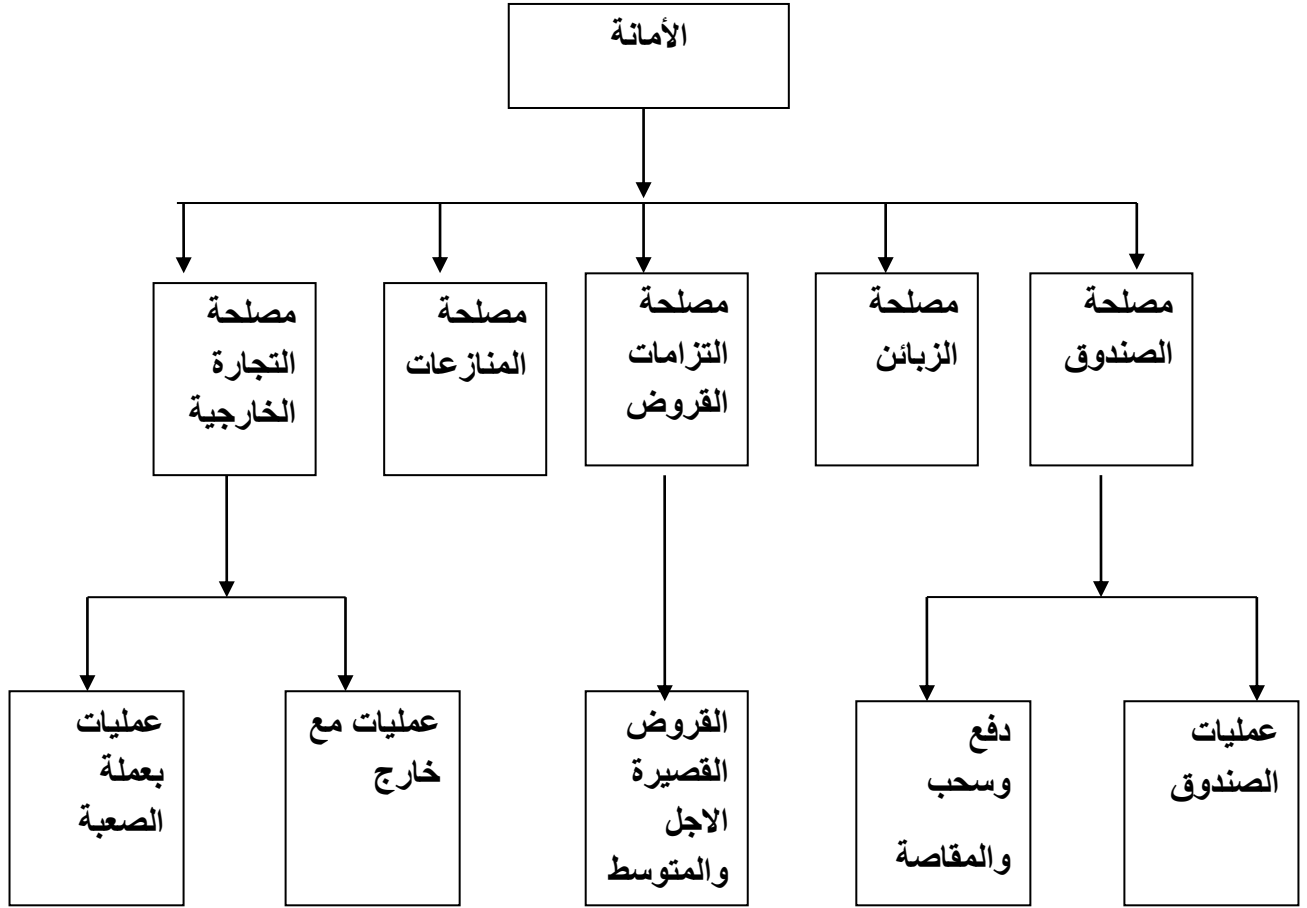 الأمانة
مصلحة
الصندوق
مصلحة
الزبائن
مصلحة
التزامات
القروض
مصلحة
المنازعات
مصلحة
التجارة
الخارجية
عمليات
الصندوق
دفع
وسحب
والمقاصة
القروض
القصيرة
الاجل
والمتوسط
عمليات مع
خارج
عمليات
بعملة
الصعبة